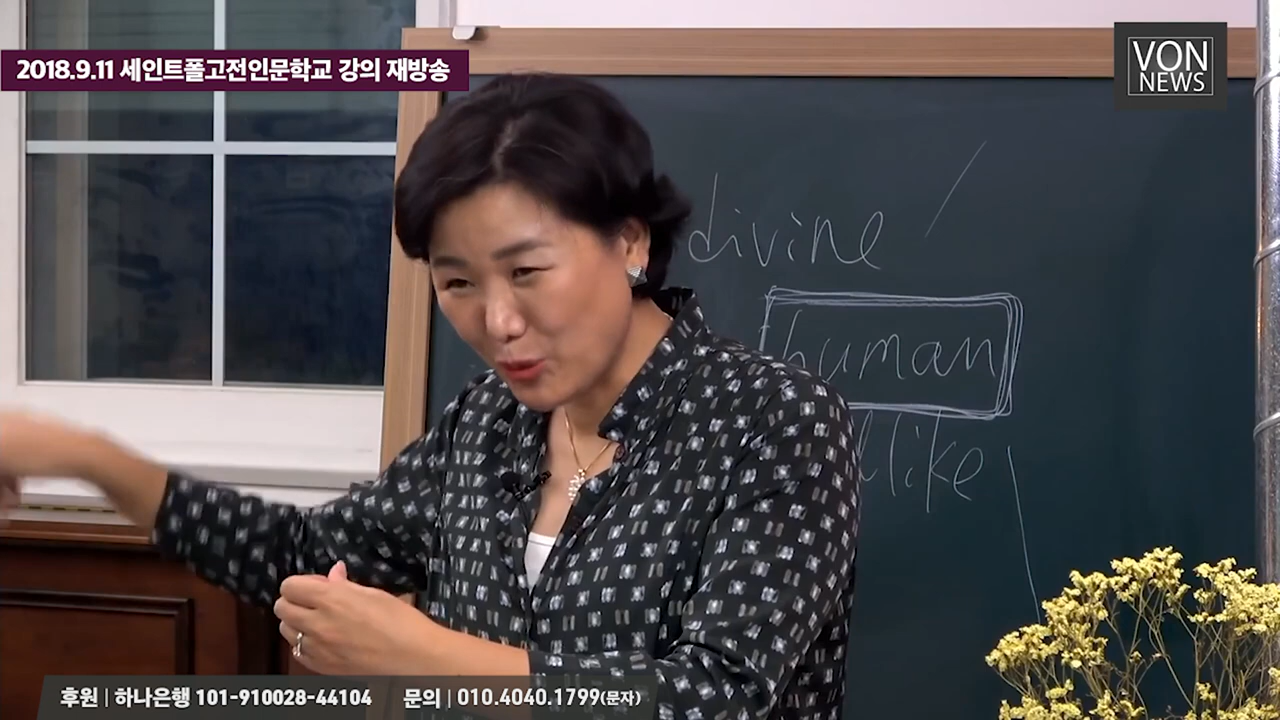 2018.9.11 세인트폴고전인문학교 강의 재방송
VON
NEWS
divine /
human
like
후원 | 하나은행 101-910028-44104 문의 | 010.4040.1799(문자)